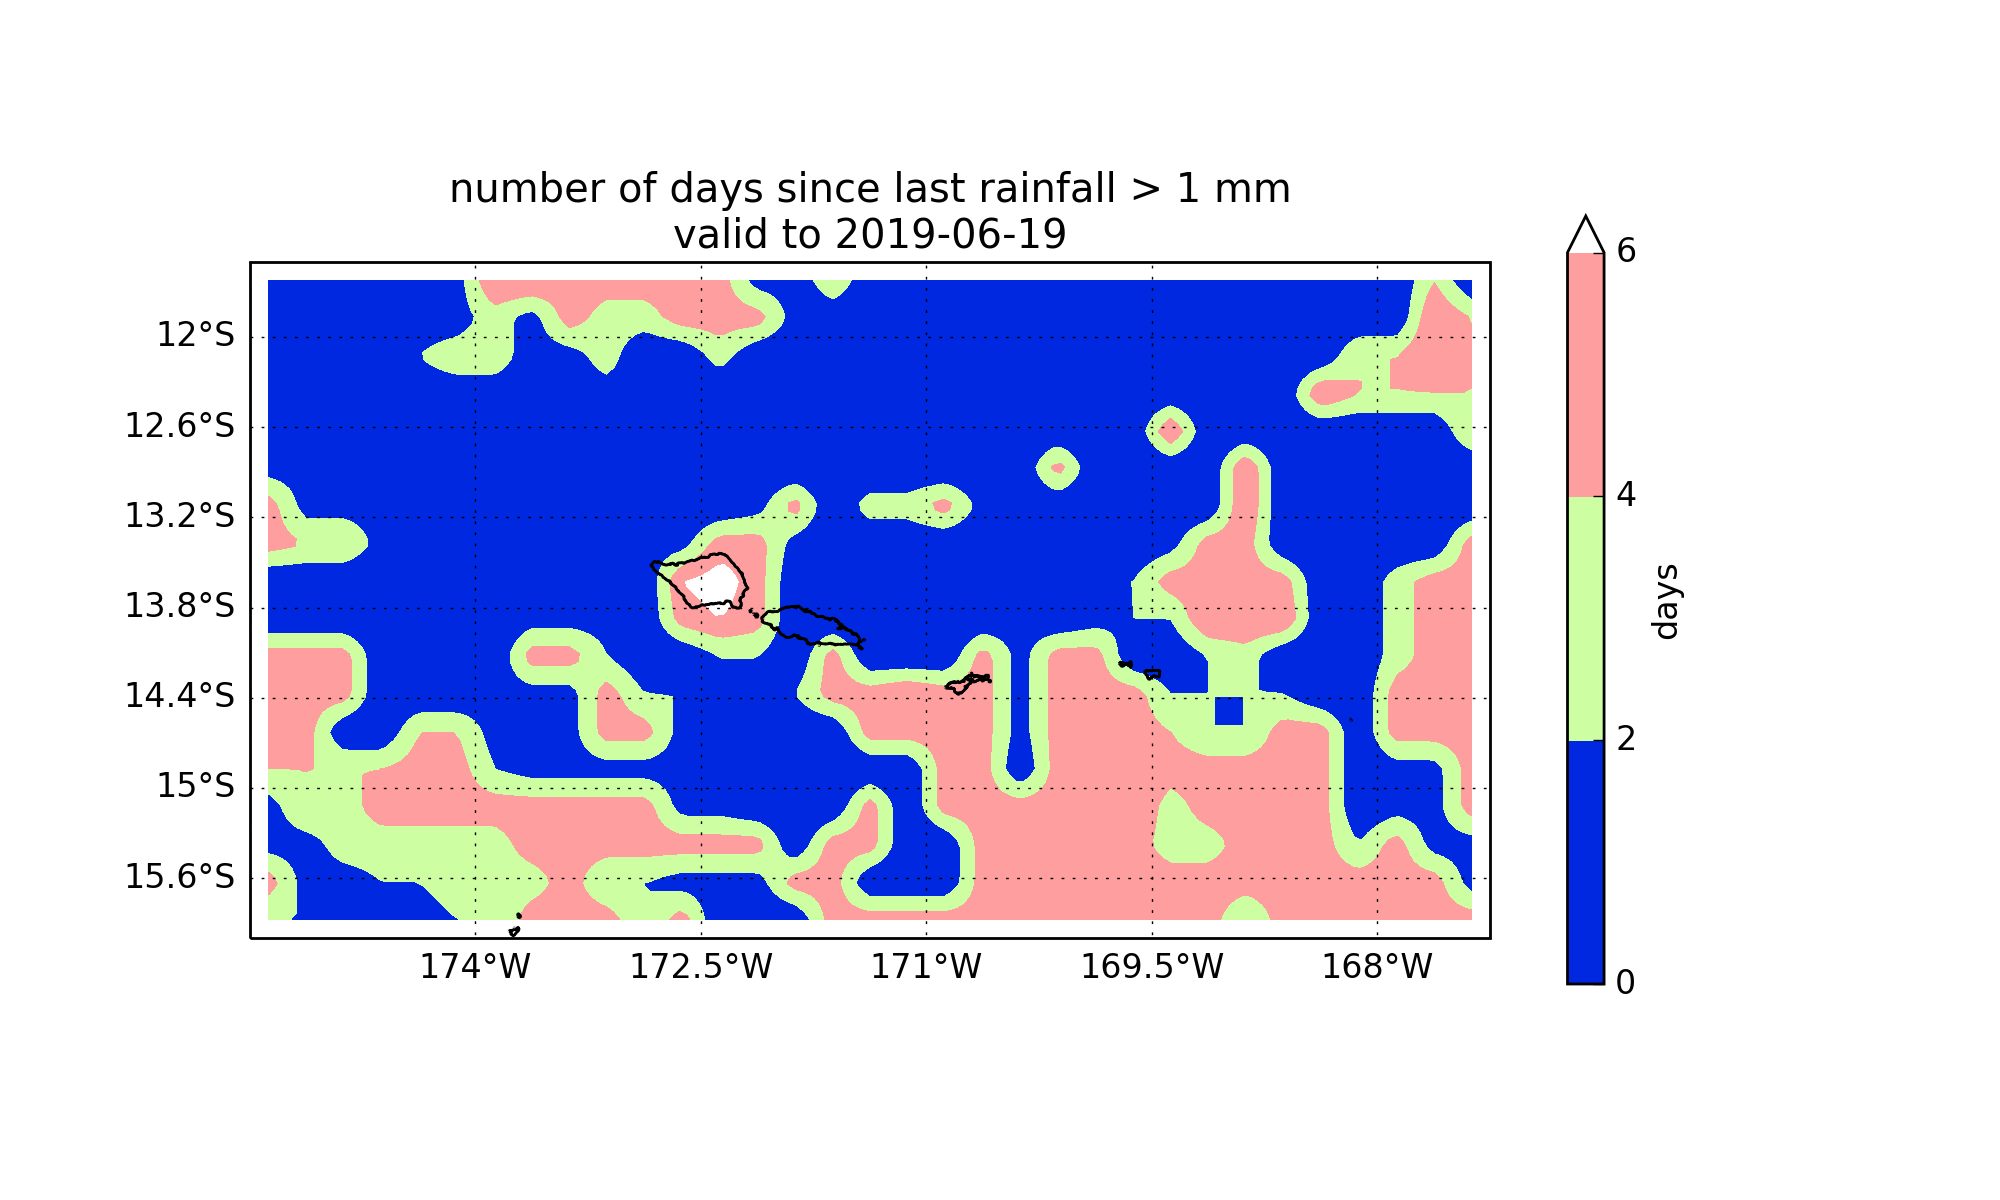 number of days since last rainfall > 1 mm
valid to 2019-06-19
12°S
12.6°S
13.2°S
13.8°S
14.4°S
15°S
15.6°S
174°W
172.5°W
171°W
169.5°W
168°W
6
4
2
0
days